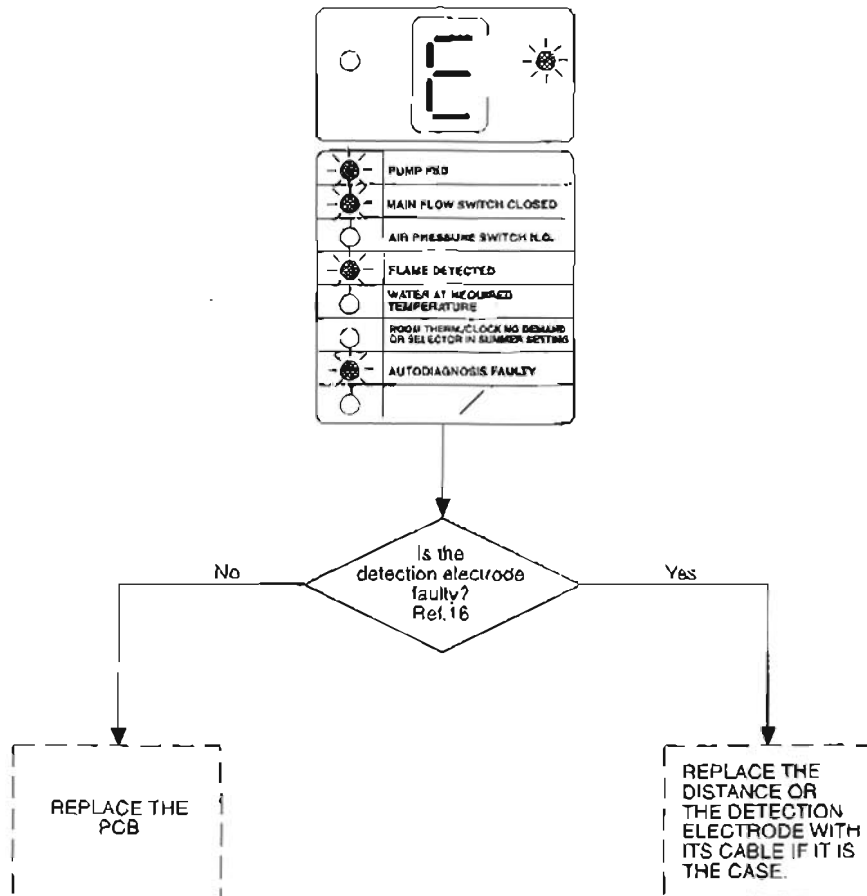 E
PUMP FED
MAIN FLOW SWITCH CLOSED
AIR PRESSURE SWITCH N.O.
FLAME DETECTED
WATER AT REQUIRED
TEMPERATURE
ROOM THERM/CLOCK NO DEMAND
OR SELECTOR IN SUMMER SETTING
AUTODIAGNOSIS FAULTY
Is the
detection electrode
faulty?
Ref.16
No
Yes
REPLACE THE
PCB
REPLACE THE
DISTANCE OR
THE DETECTION
ELECTRODE WITH
ITS CABLE IF IT IS
THE CASE.